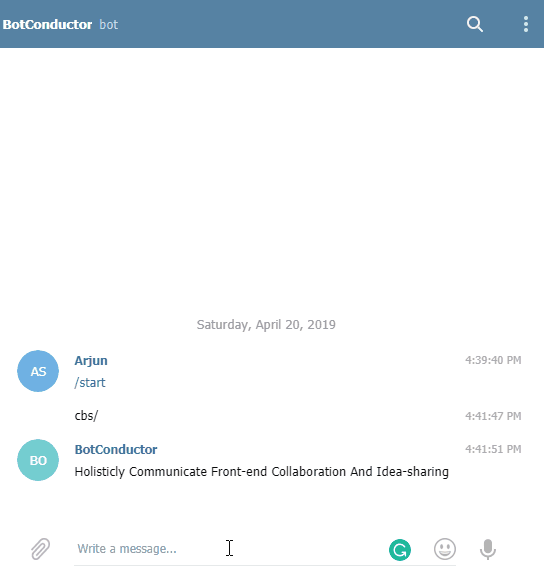 BotConductor bot
Saturday, April 20, 2019
AS
Arjun 4:39:40 PM
/start
cbs/ 4:41:47 PM
BO
BotConductor 4:41:51 PM
Holisticly Communicate Front-end Collaboration And Idea-sharing
Write a message...